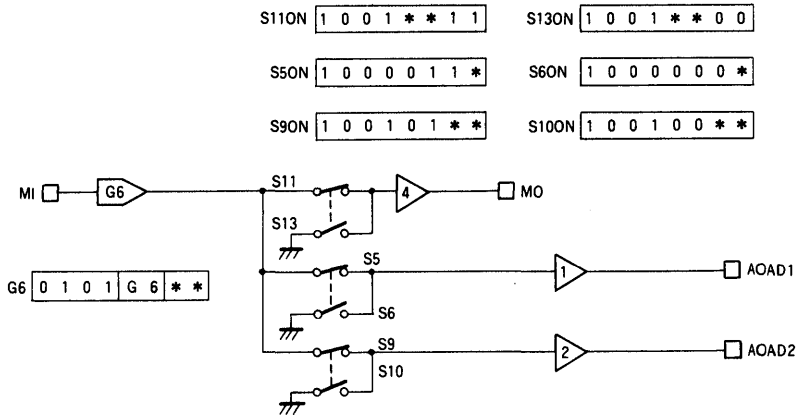 S11ON 1 0 0 1 * * 1 1 S13ON 1 0 0 1 * * 0 0
S5ON 1 0 0 0 0 1 1 * S6ON 1 0 0 0 0 0 0 *
S9ON 1 0 0 1 0 1 * * S10ON 1 0 0 1 0 0 * *
MI G6 S11 4 MO
S13
S5 1 AOAD1
G6 0 1 0 1 G 6 * *
S6
S9 2 AOAD2
S10